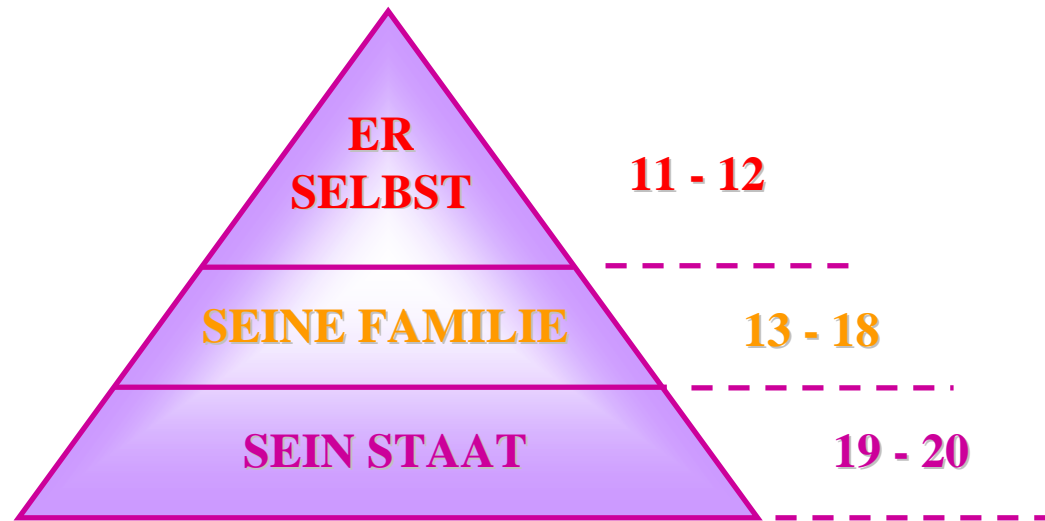 ER
SELBST
11 - 12
SEINE FAMILIE
13 - 18
SEIN STAAT
19 - 20